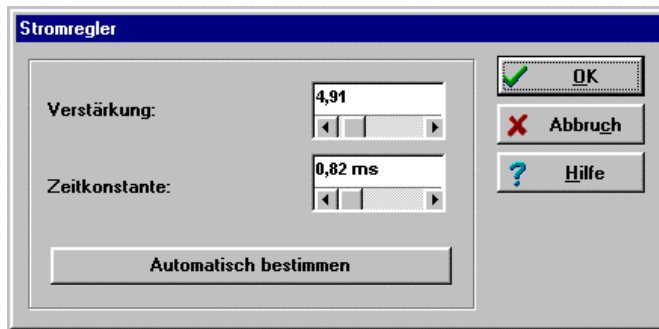 Stromregler
Verstärkung:
4,91
Zeitkonstante:
0,82 ms
Automatisch bestimmen
OK
Abbruch
Hilfe